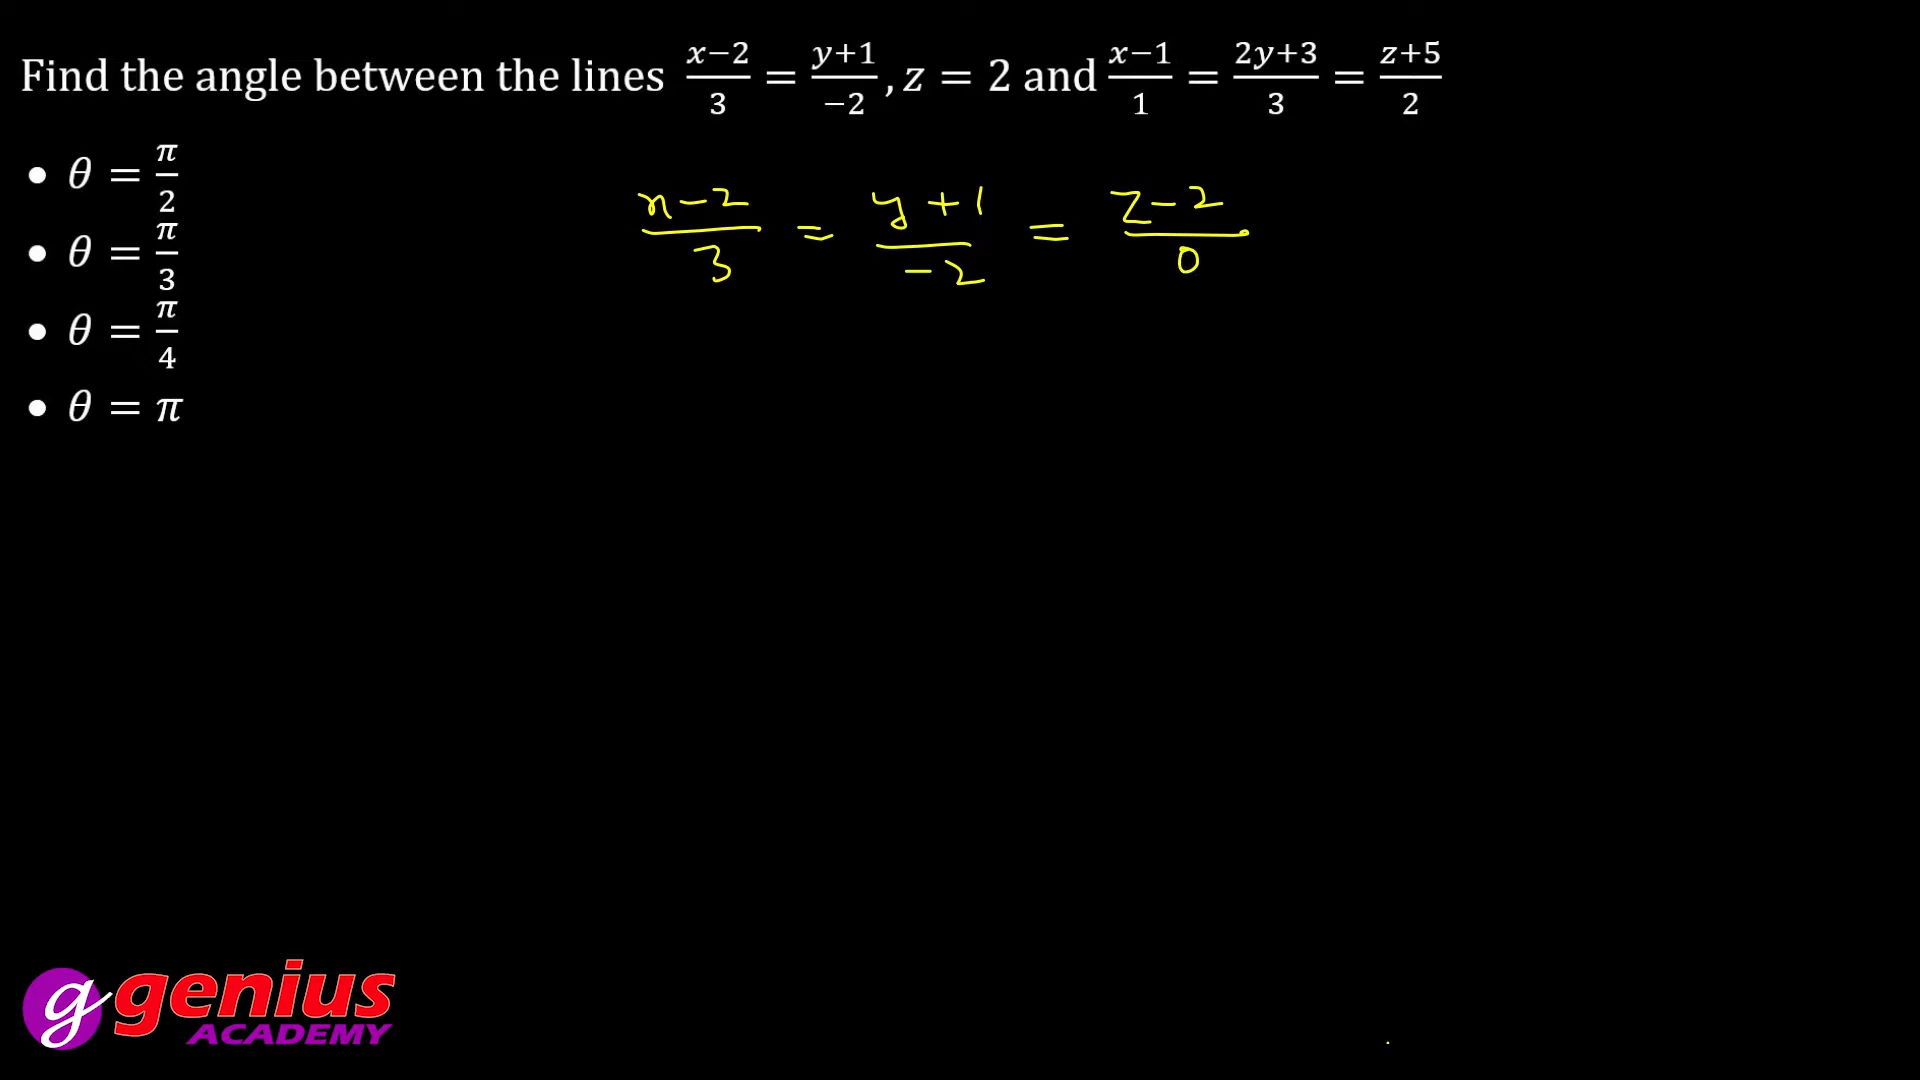 Find the angle between the lines (x−2)/3 = (y+1)/−2 , z = 2 and (x−1)/1 = (2y+3)/3 = (z+5)/2
• θ = π/2
• θ = π/3
• θ = π/4
• θ = π
(x−2)/3 = (y+1)/−2 = (z−2)/0
g genius
ACADEMY